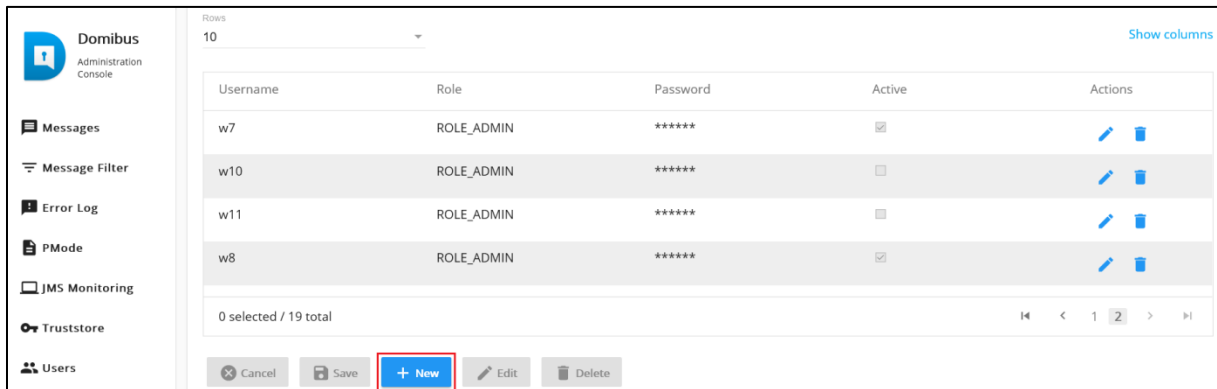 Domibus
Administration
Console
Messages
Message Filter
Error Log
PMode
JMS Monitoring
Truststore
Users
Rows
10
Show columns
Username Role Password Active Actions
w7 ROLE_ADMIN ******
w10 ROLE_ADMIN ******
w11 ROLE_ADMIN ******
w8 ROLE_ADMIN ******
0 selected / 19 total 1 2
Cancel Save + New Edit Delete